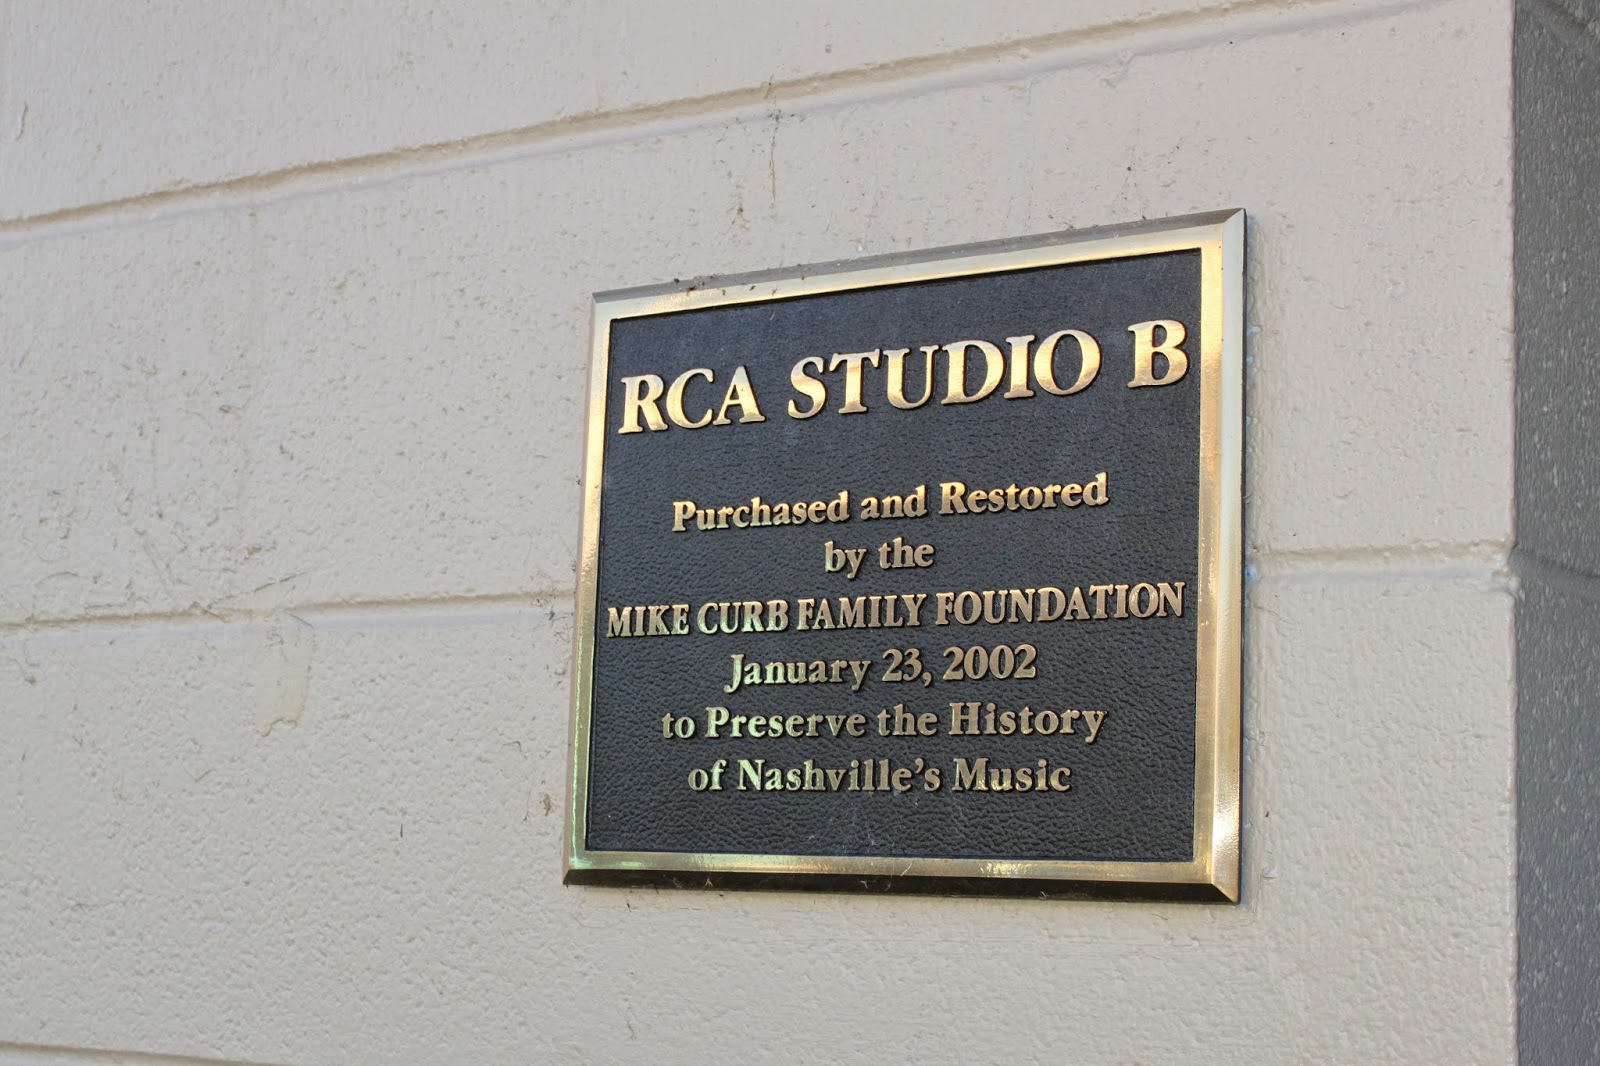 RCA STUDIO B
Purchased and Restored
by the
MIKE CURB FAMILY FOUNDATION
January 23, 2002
to Preserve the History
of Nashville's Music